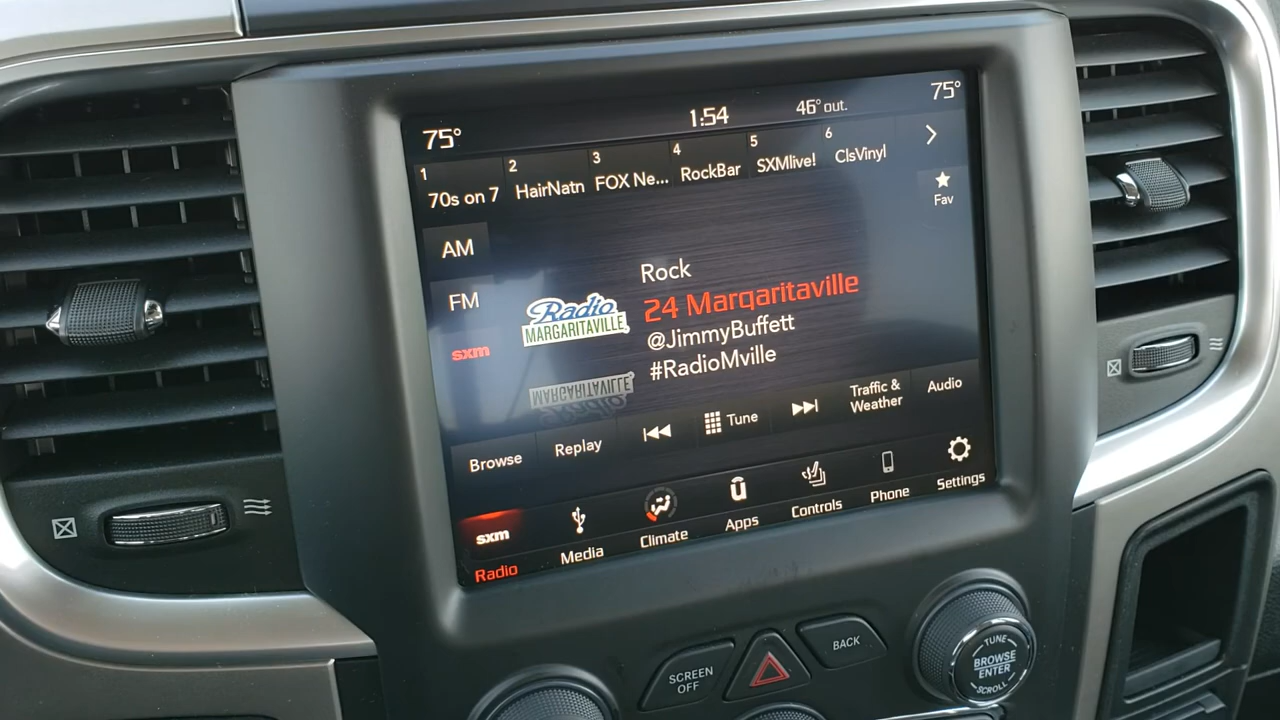 75° 1:54 46° out. 75°
1 2 3 4 5 6
70s on 7 HairNatn FOX Ne... RockBar SXMlive! ClsVinyl
Fav
AM
FM
sxm
Radio
MARGARITAVILLE
Rock
24 Margaritaville
@JimmyBuffett
#RadioMville
MARGARITAVILLE
Radio
Browse Replay Tune Traffic & Weather Audio
sxm
Radio Media Climate Apps Controls Phone Settings
SCREEN
OFF
BACK
TUNE
BROWSE
ENTER
SCROLL